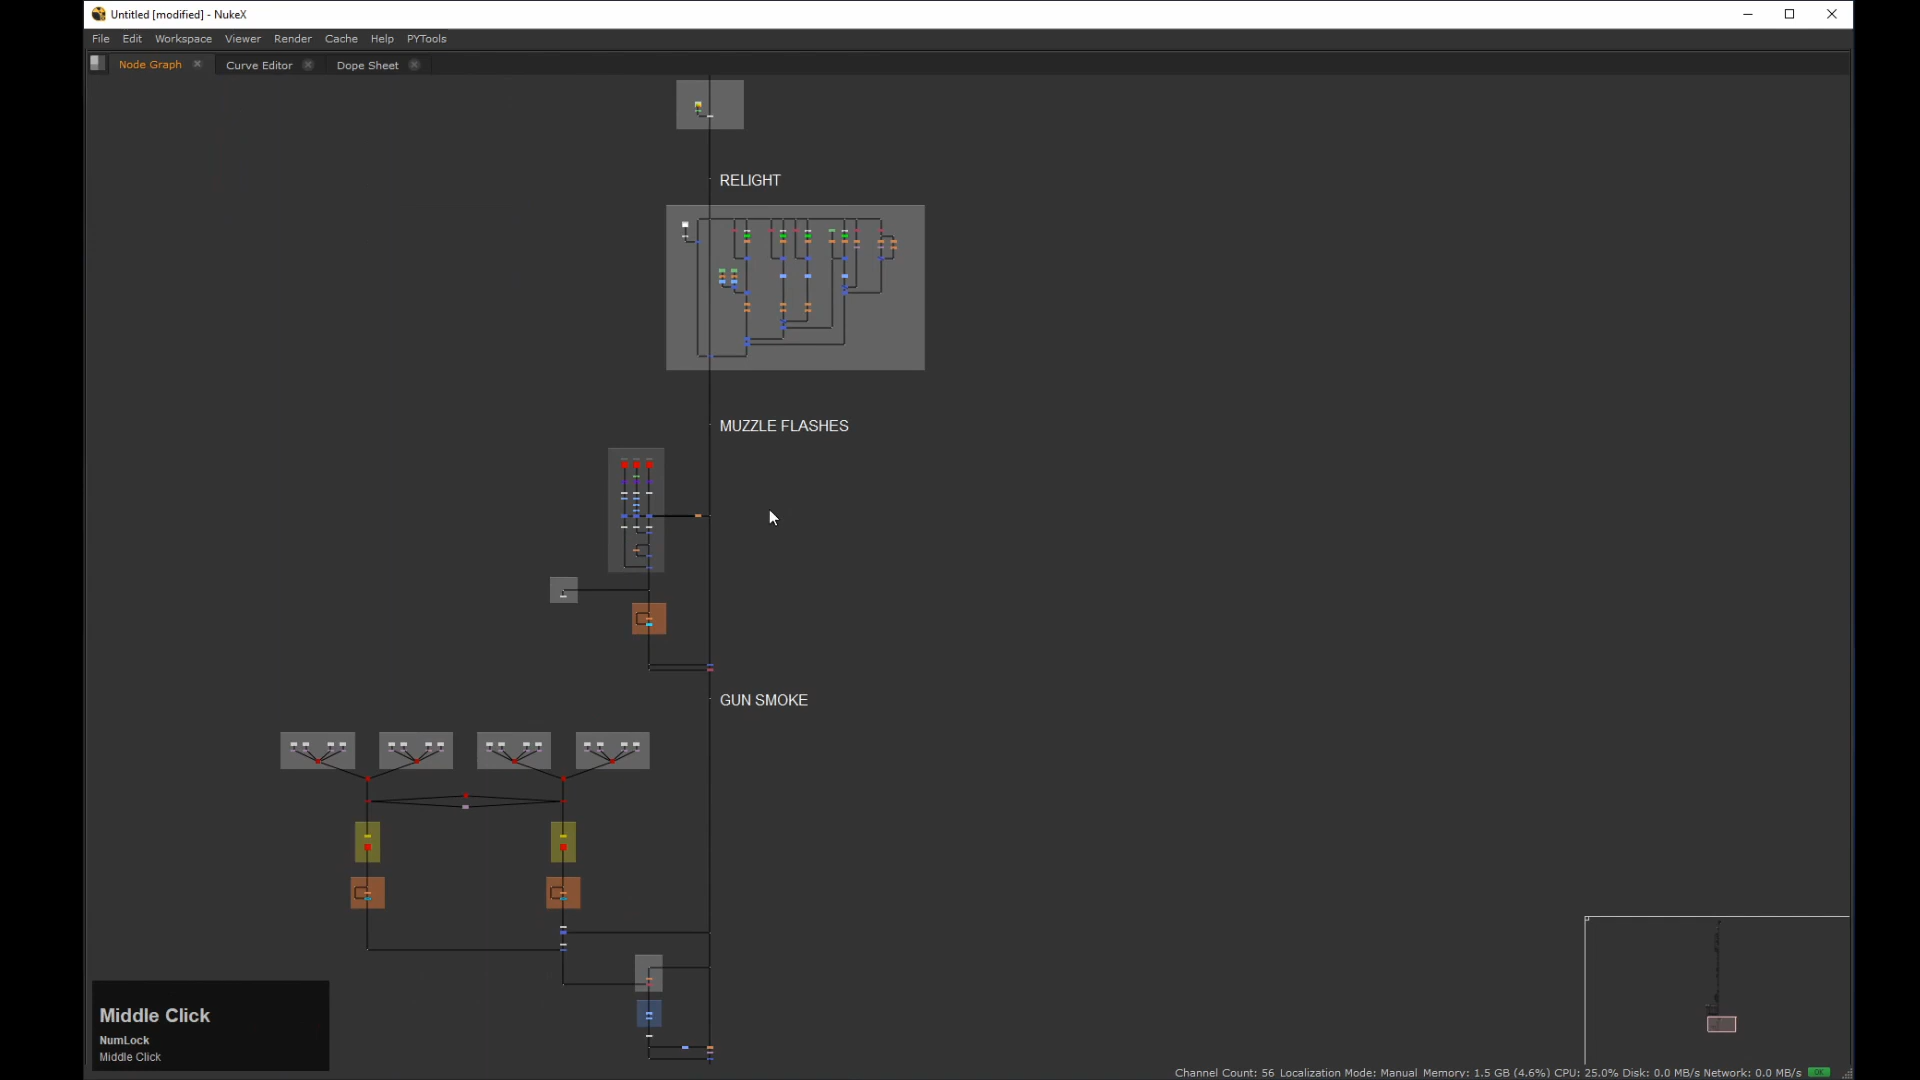 Untitled [modified] - NukeX
File Edit Workspace Viewer Render Cache Help PYTools
Node Graph Curve Editor Dope Sheet
RELIGHT
MUZZLE FLASHES
GUN SMOKE
Middle Click
NumLock
Middle Click
Channel Count: 56 Localization Mode: Manual Memory: 1.5 GB (4.6%) CPU: 25.0% Disk: 0.0 MB/s Network: 0.0 MB/s OK